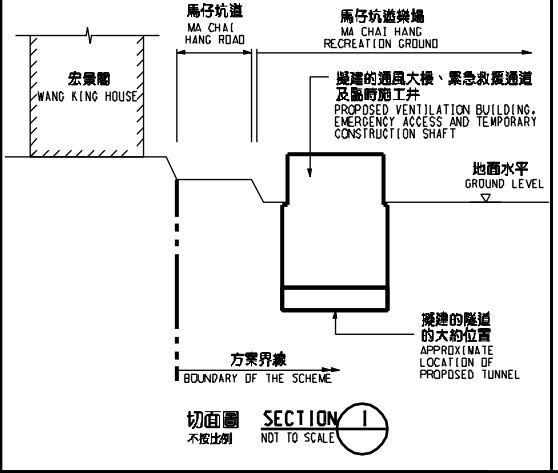 馬仔坑道
MA CHAI
HANG ROAD
馬仔坑遊樂場
MA CHAI HANG
RECREATION GROUND
宏景閣
WANG KING HOUSE
擬建的通風大樓、緊急救援通道
及臨時施工井
PROPOSED VENTILATION BUILDING,
EMERGENCY ACCESS AND TEMPORARY
CONSTRUCTION SHAFT
地面水平
GROUND LEVEL
擬建的隧道
的大約位置
APPROXIMATE
LOCATION OF
PROPOSED TUNNEL
方案界線
BOUNDARY OF THE SCHEME
切面圖
不按比例
SECTION 1
NOT TO SCALE